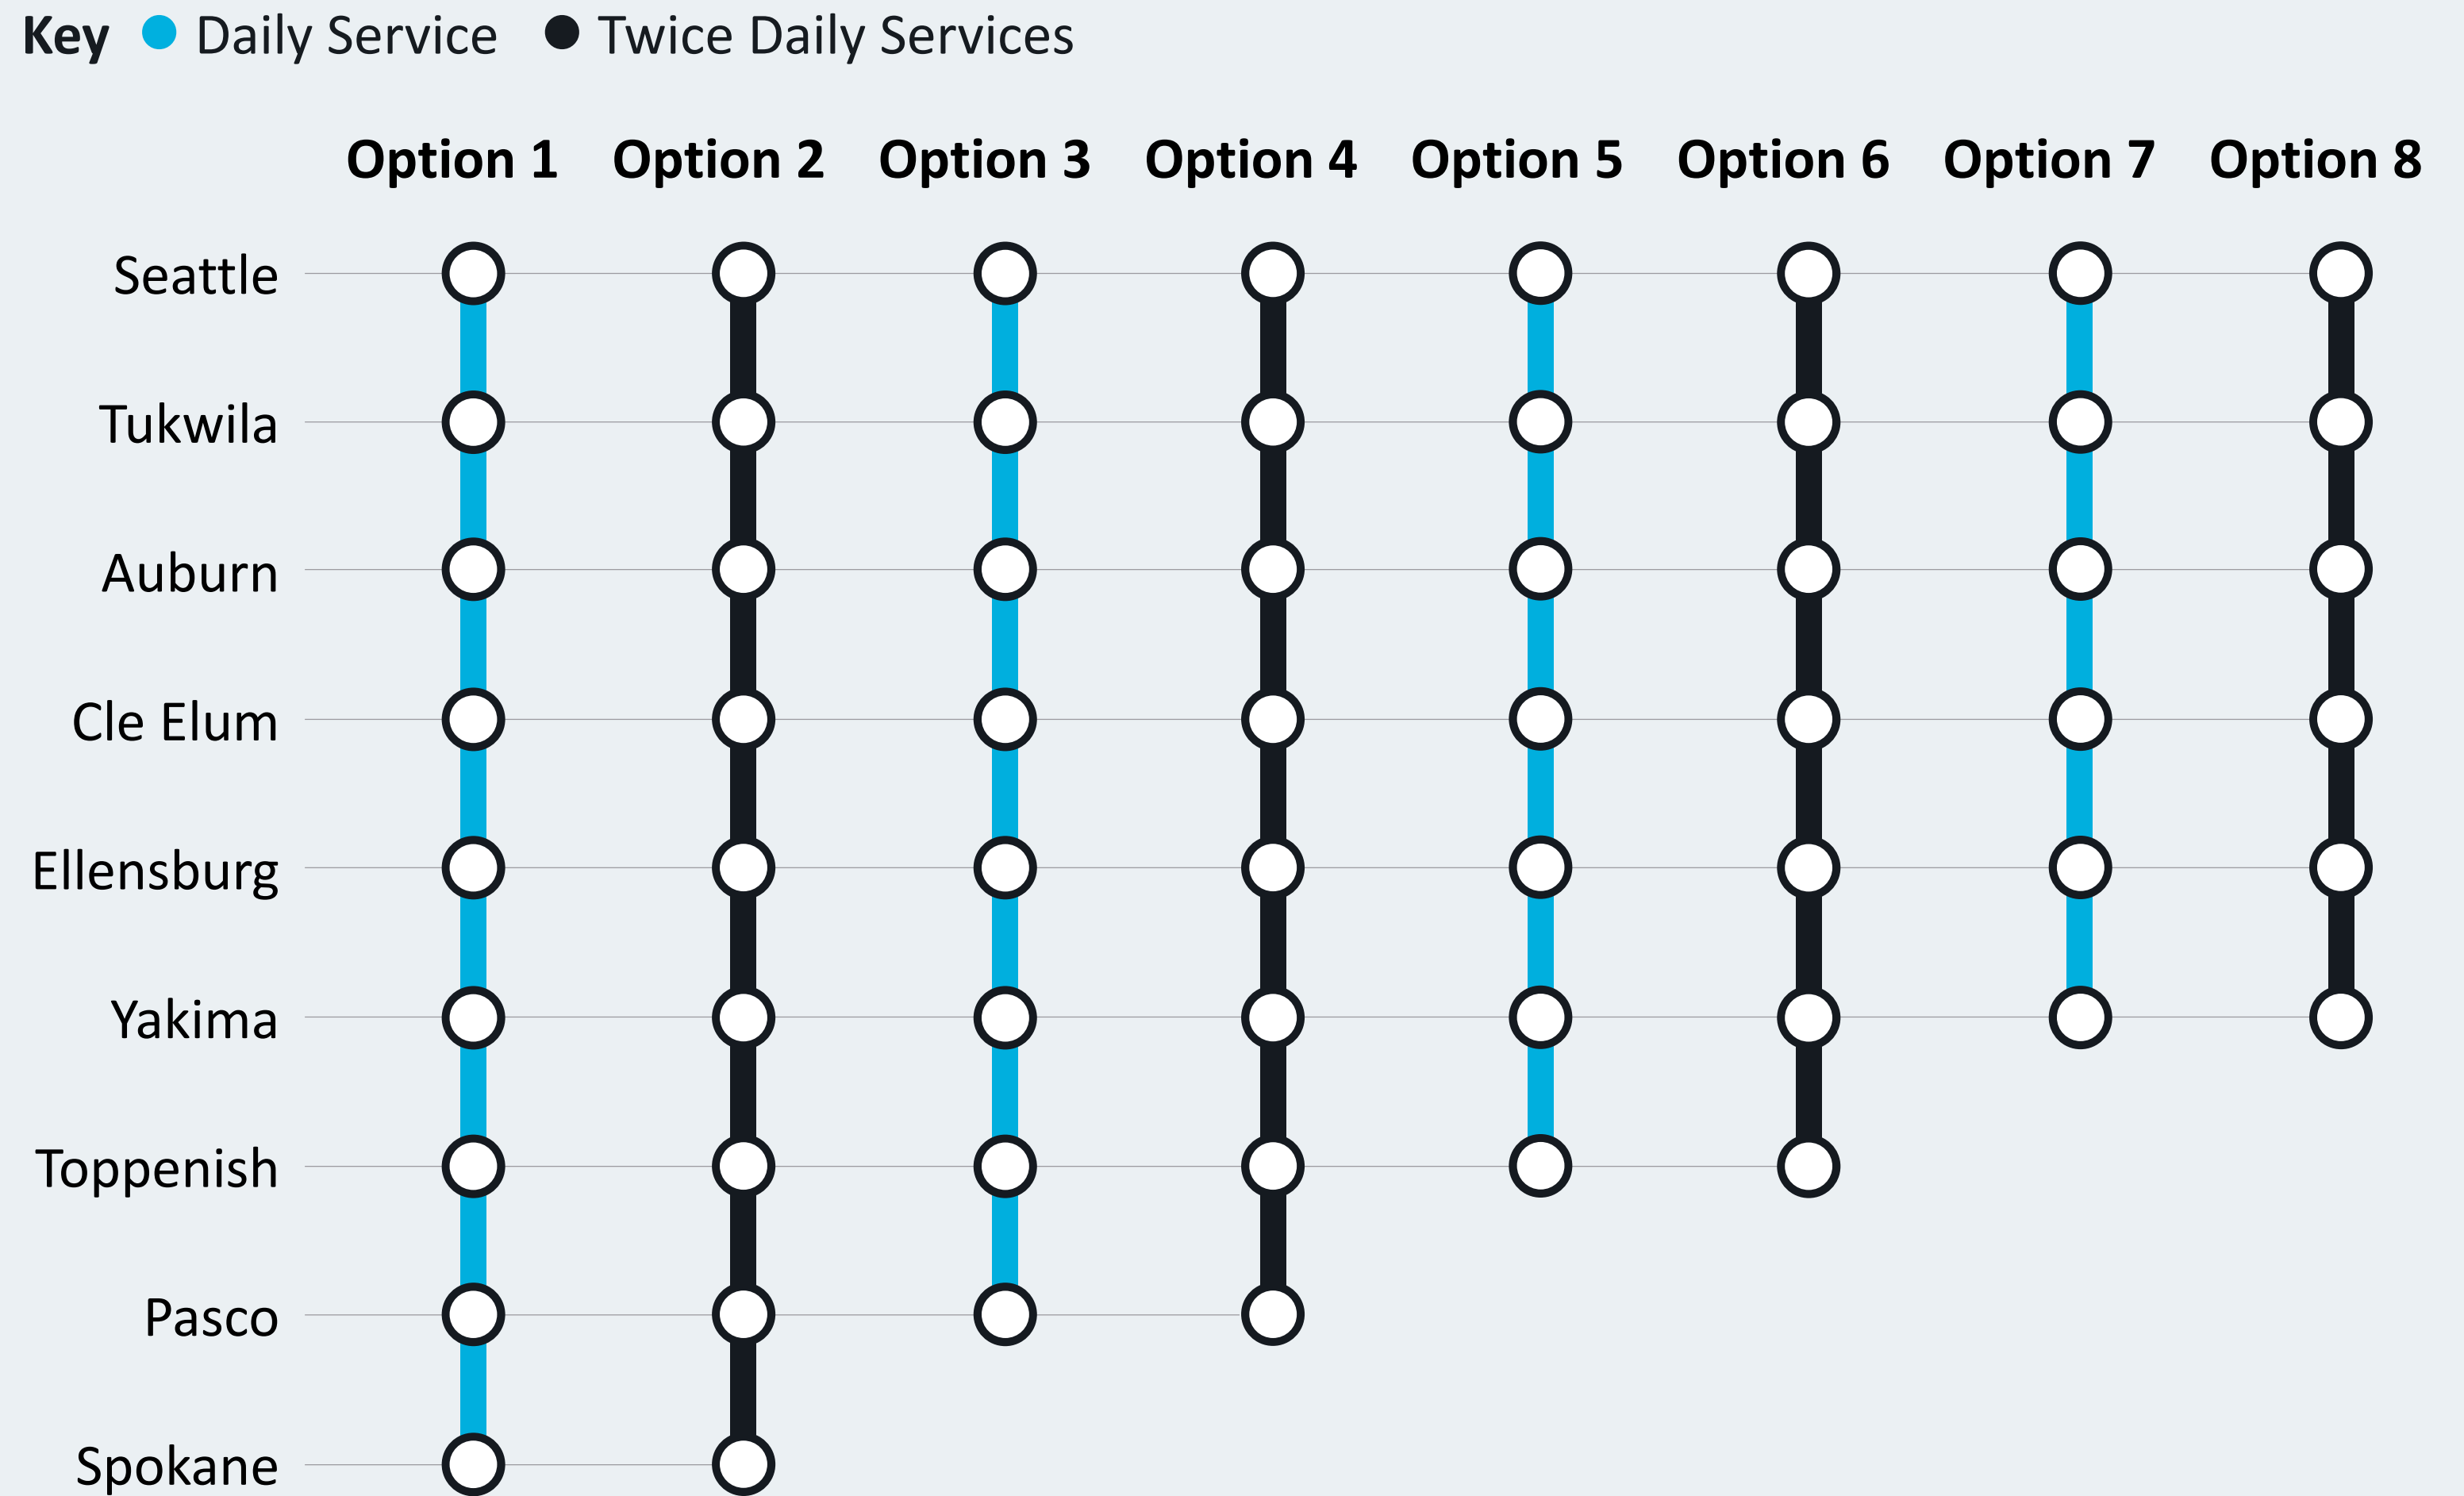 Key Daily Service Twice Daily Services
Option 1 Option 2 Option 3 Option 4 Option 5 Option 6 Option 7 Option 8
Seattle
Tukwila
Auburn
Cle Elum
Ellensburg
Yakima
Toppenish
Pasco
Spokane